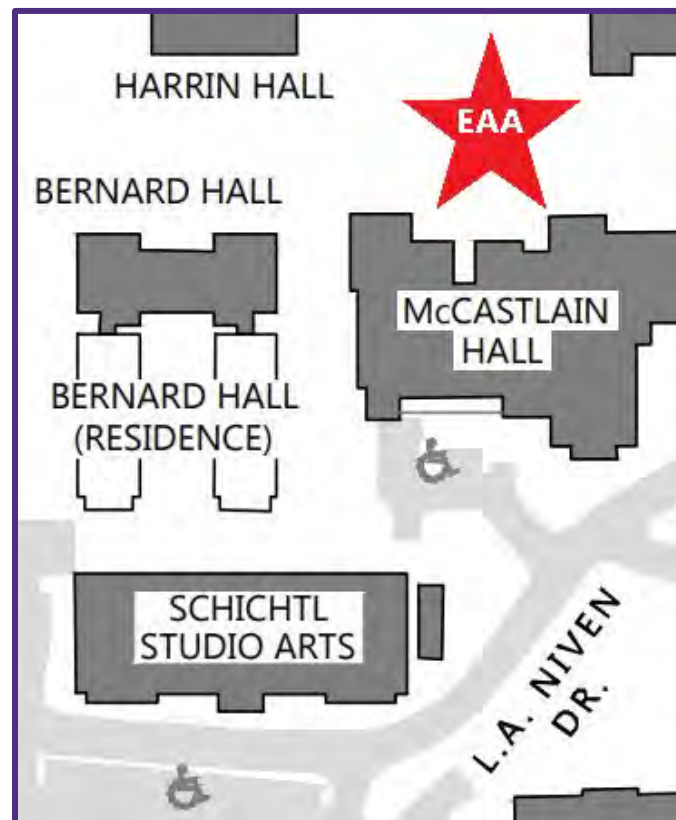 HARRIN HALL
EAA
BERNARD HALL
McCASTLAIN
HALL
BERNARD HALL
(RESIDENCE)
SCHICHTL
STUDIO ARTS
L.A. NIVEN
DR.